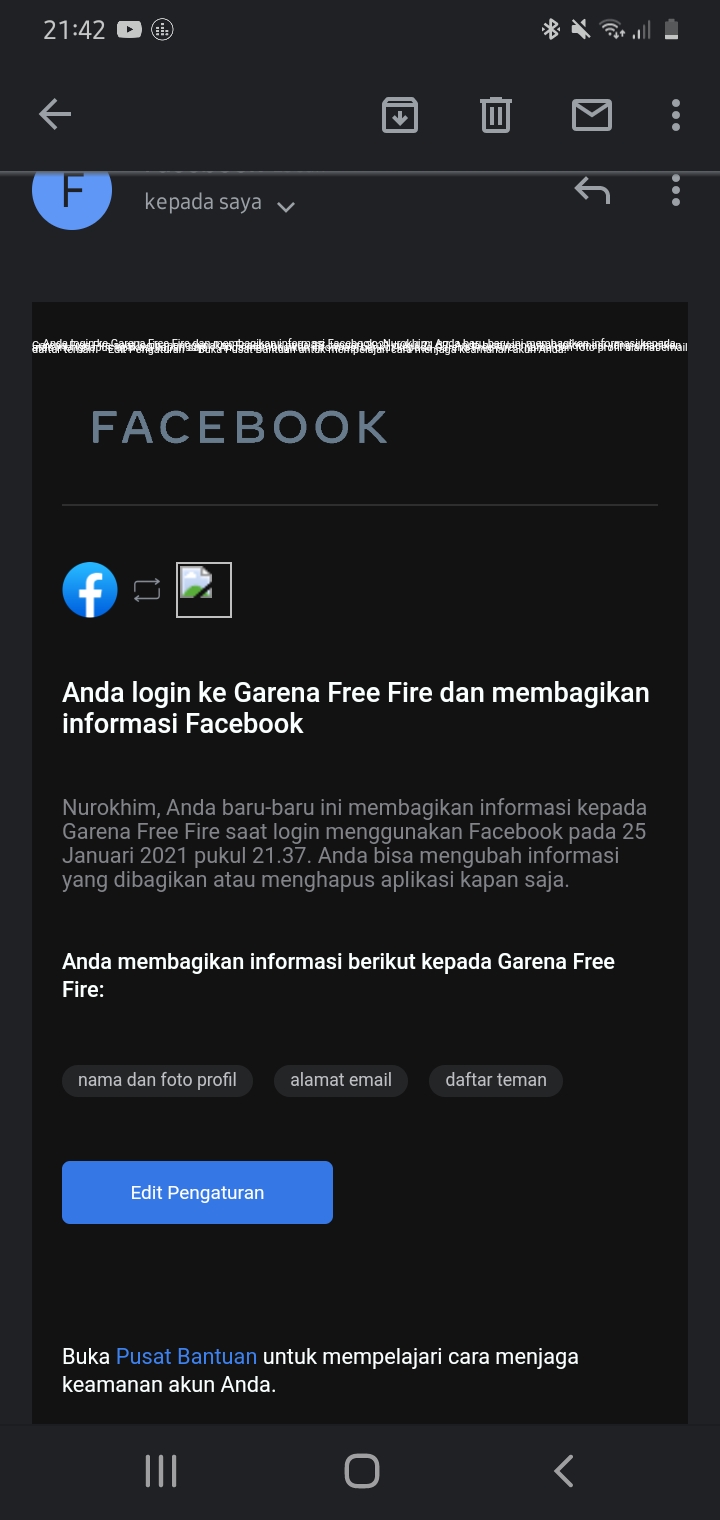 21:42
F
kepada saya
FACEBOOK
Anda login ke Garena Free Fire dan membagikan
informasi Facebook
Nurokhim, Anda baru-baru ini membagikan informasi kepada
Garena Free Fire saat login menggunakan Facebook pada 25
Januari 2021 pukul 21.37. Anda bisa mengubah informasi
yang dibagikan atau menghapus aplikasi kapan saja.
Anda membagikan informasi berikut kepada Garena Free
Fire:
nama dan foto profil alamat email daftar teman
Edit Pengaturan
Buka Pusat Bantuan untuk mempelajari cara menjaga
keamanan akun Anda.